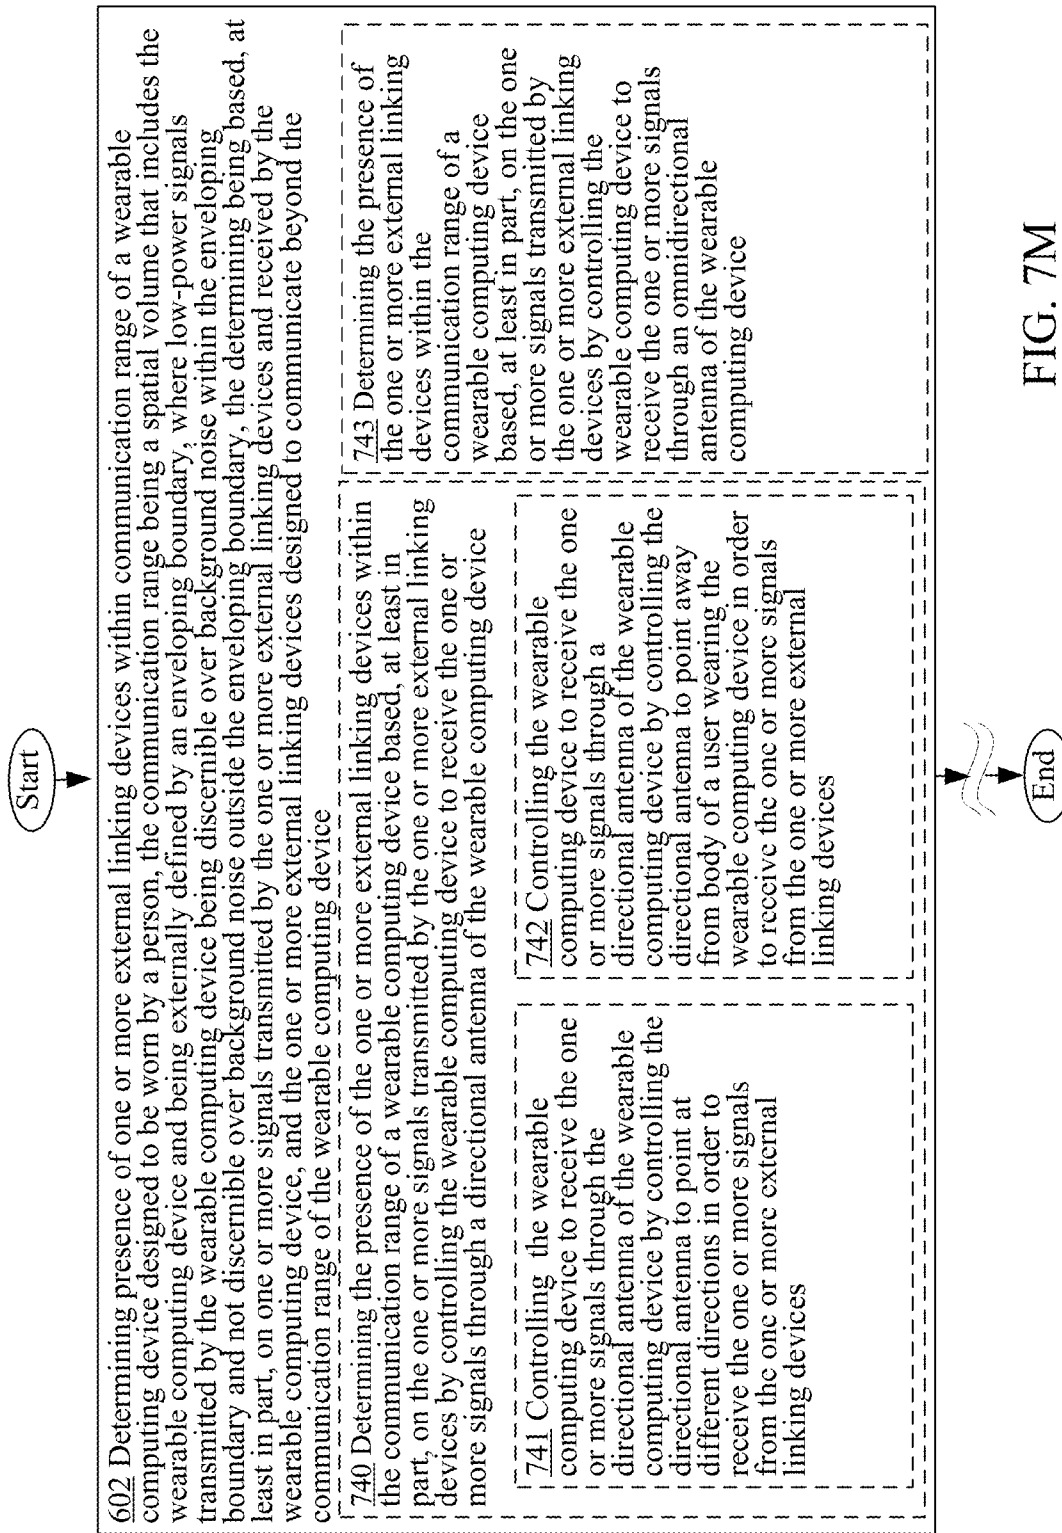 Start
602 Determining presence of one or more external linking devices within communication range of a wearable
computing device designed to be worn by a person, the communication range being a spatial volume that includes the
wearable computing device and being externally defined by an enveloping boundary, where low-power signals
transmitted by the wearable computing device being discernible over background noise within the enveloping
boundary and not discernible over background noise outside the enveloping boundary, the determining being based, at
least in part, on one or more signals transmitted by the one or more external linking devices and received by the
wearable computing device, and the one or more external linking devices designed to communicate beyond the
communication range of the wearable computing device
740 Determining the presence of the one or more external linking devices within
the communication range of a wearable computing device based, at least in
part, on the one or more signals transmitted by the one or more external linking
devices by controlling the wearable computing device to receive the one or
more signals through a directional antenna of the wearable computing device
741 Controlling the wearable
computing device to receive the one
or more signals through the
directional antenna of the wearable
computing device by controlling the
directional antenna to point at
different directions in order to
receive the one or more signals
from the one or more external
linking devices
742 Controlling the wearable
computing device to receive the one
or more signals through a
directional antenna of the wearable
computing device by controlling the
directional antenna to point away
from body of a user wearing the
wearable computing device in order
to receive the one or more signals
from the one or more external
linking devices
743 Determining the presence of
the one or more external linking
devices within the
communication range of a
wearable computing device
based, at least in part, on the one
or more signals transmitted by
the one or more external linking
devices by controlling the
wearable computing device to
receive the one or more signals
through an omnidirectional
antenna of the wearable
computing device
End
FIG. 7M